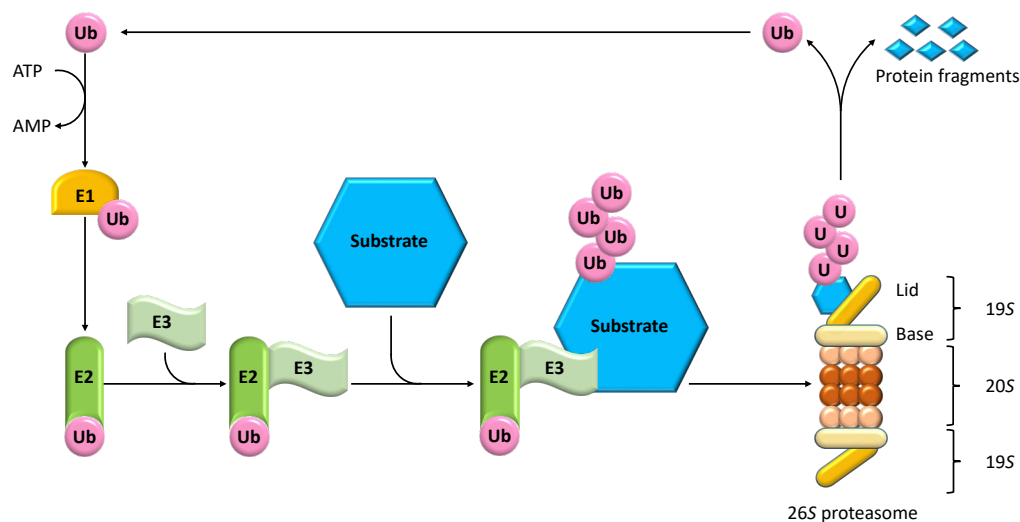 Ub
Ub
Protein fragments
ATP
AMP
E1
Ub
Substrate
Ub
Ub
Ub
Ub
Substrate
U
U
U
U
Lid
19S
Base
20S
19S
E3
E2
Ub
E2
E3
Ub
E2
E3
Ub
26S proteasome